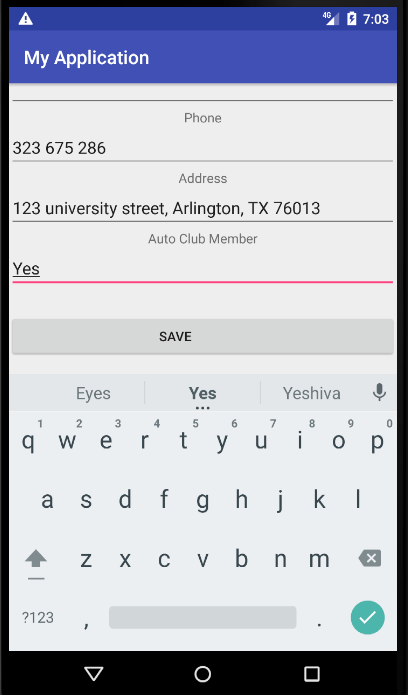 4G 7:03
My Application
Phone
323 675 286
Address
123 university street, Arlington, TX 76013
Auto Club Member
Yes
SAVE
Eyes Yes Yeshiva
1 2 3 4 5 6 7 8 9 0
q w e r t y u i o p
a s d f g h j k l
z x c v b n m
?123 , .